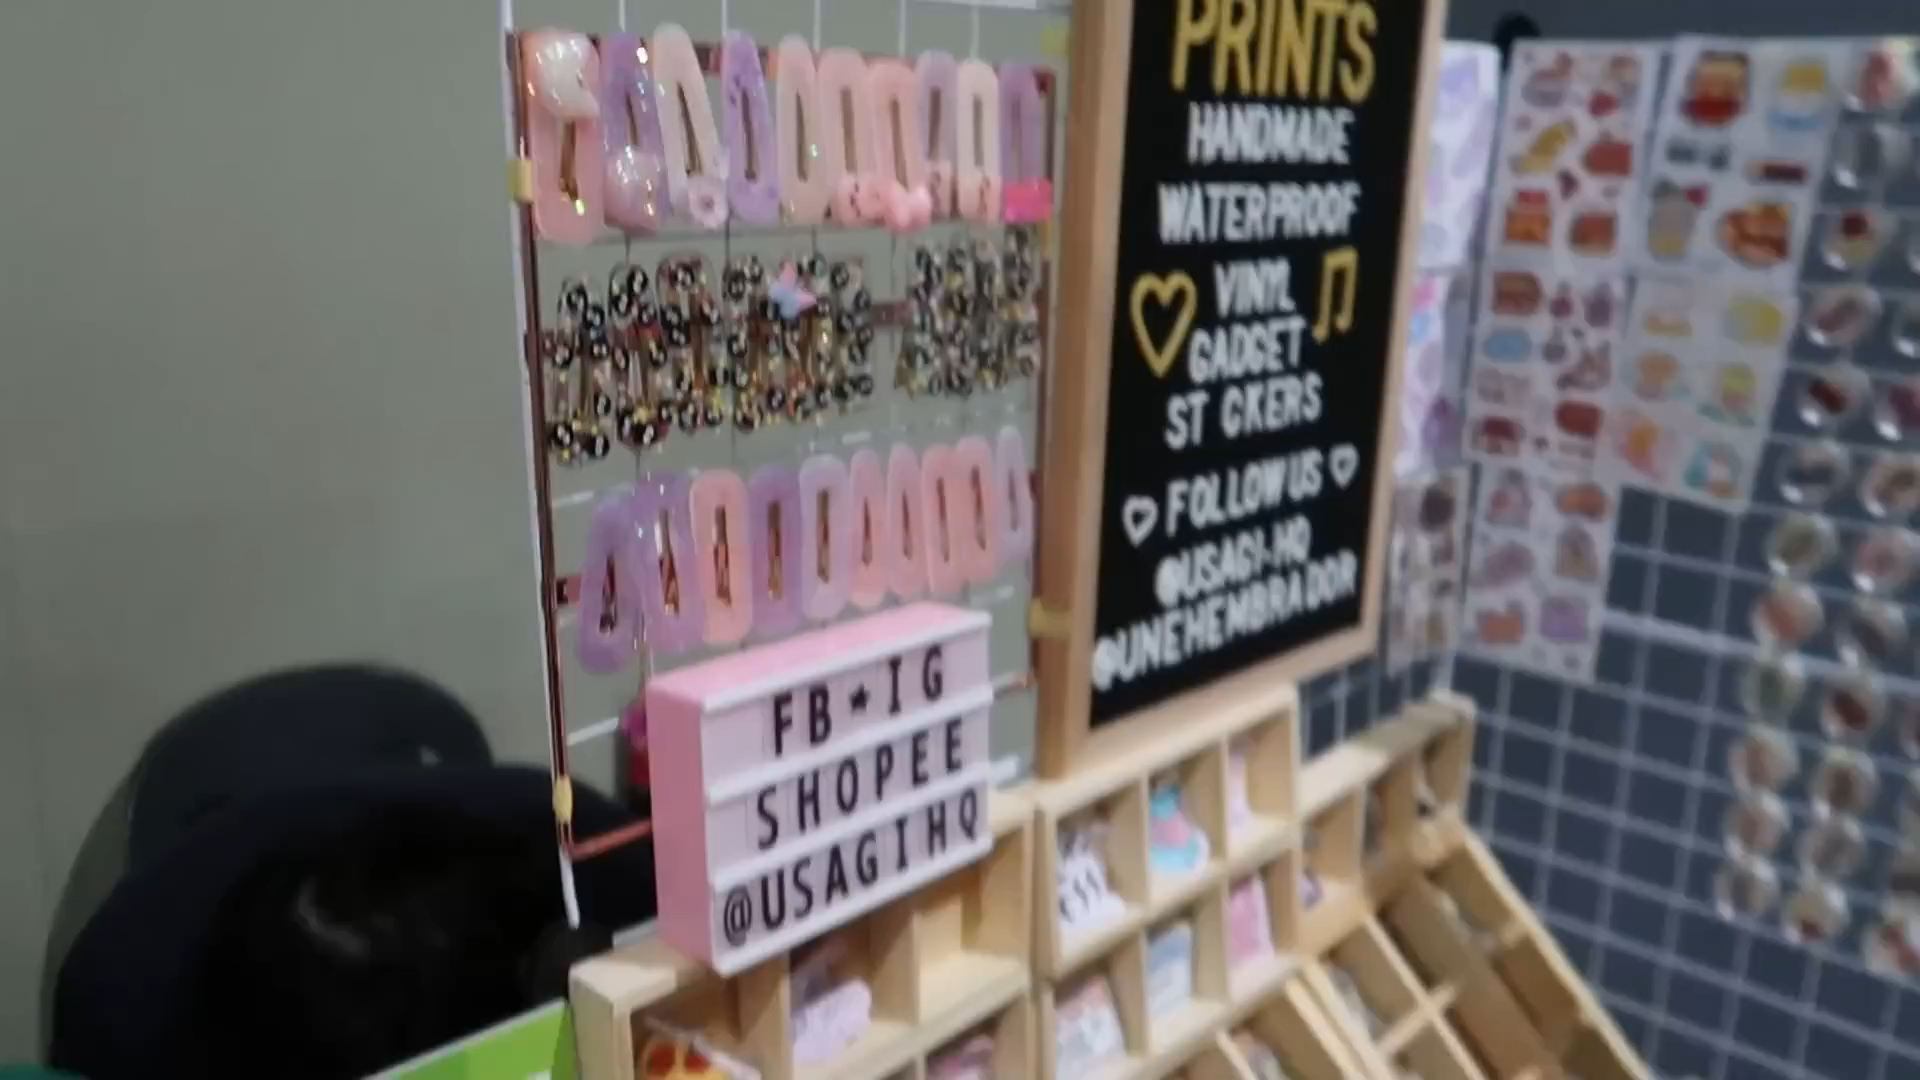 PRINTS
HANDMADE
WATERPROOF
VINYL
GADGET
ST CKERS
FOLLOW US
@USAGI.HQ
@UNEHEMBRADOR
FB★IG
SHOPEE
@USAGIHQ